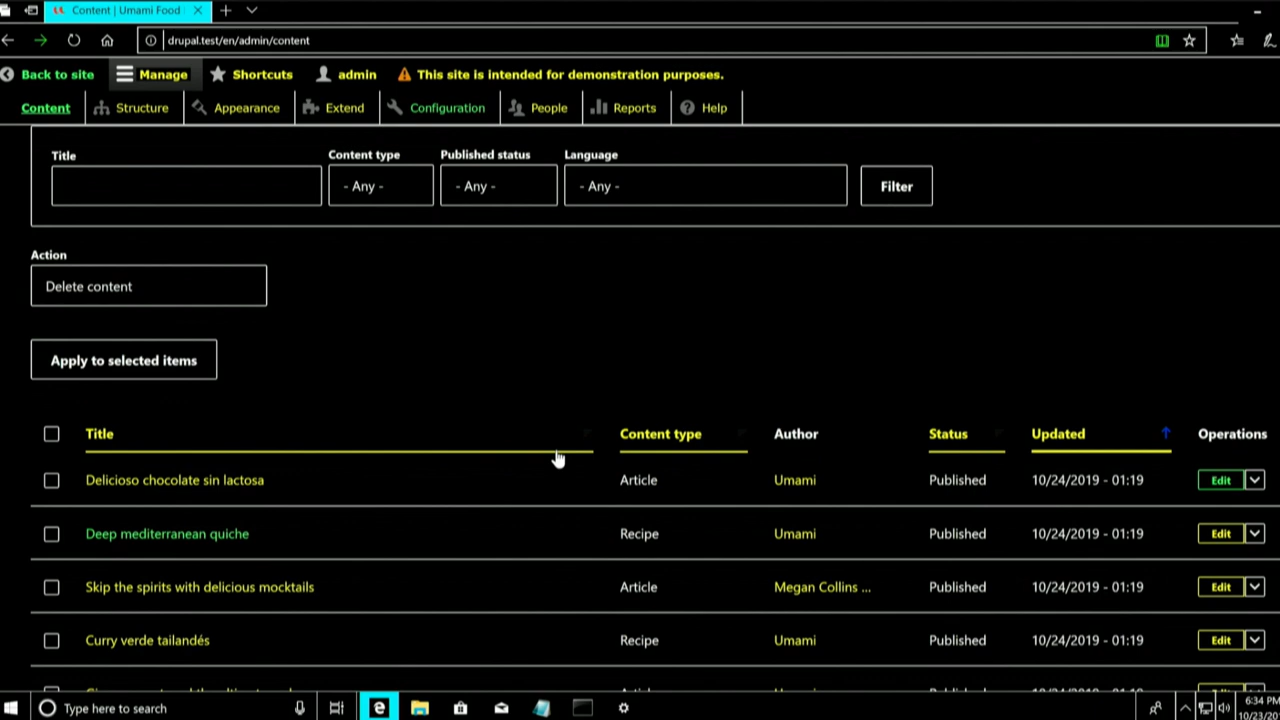 Content | Umami Food
drupal.test/en/admin/content
Back to site Manage Shortcuts admin This site is intended for demonstration purposes.
Content Structure Appearance Extend Configuration People Reports Help
Title Content type Published status Language
- Any - - Any - - Any - Filter
Action
Delete content
Apply to selected items
Title Content type Author Status Updated Operations
Delicioso chocolate sin lactosa Article Umami Published 10/24/2019 - 01:19 Edit
Deep mediterranean quiche Recipe Umami Published 10/24/2019 - 01:19 Edit
Skip the spirits with delicious mocktails Article Megan Collins ... Published 10/24/2019 - 01:19 Edit
Curry verde tailandés Recipe Umami Published 10/24/2019 - 01:19 Edit
Type here to search 6:34 PM